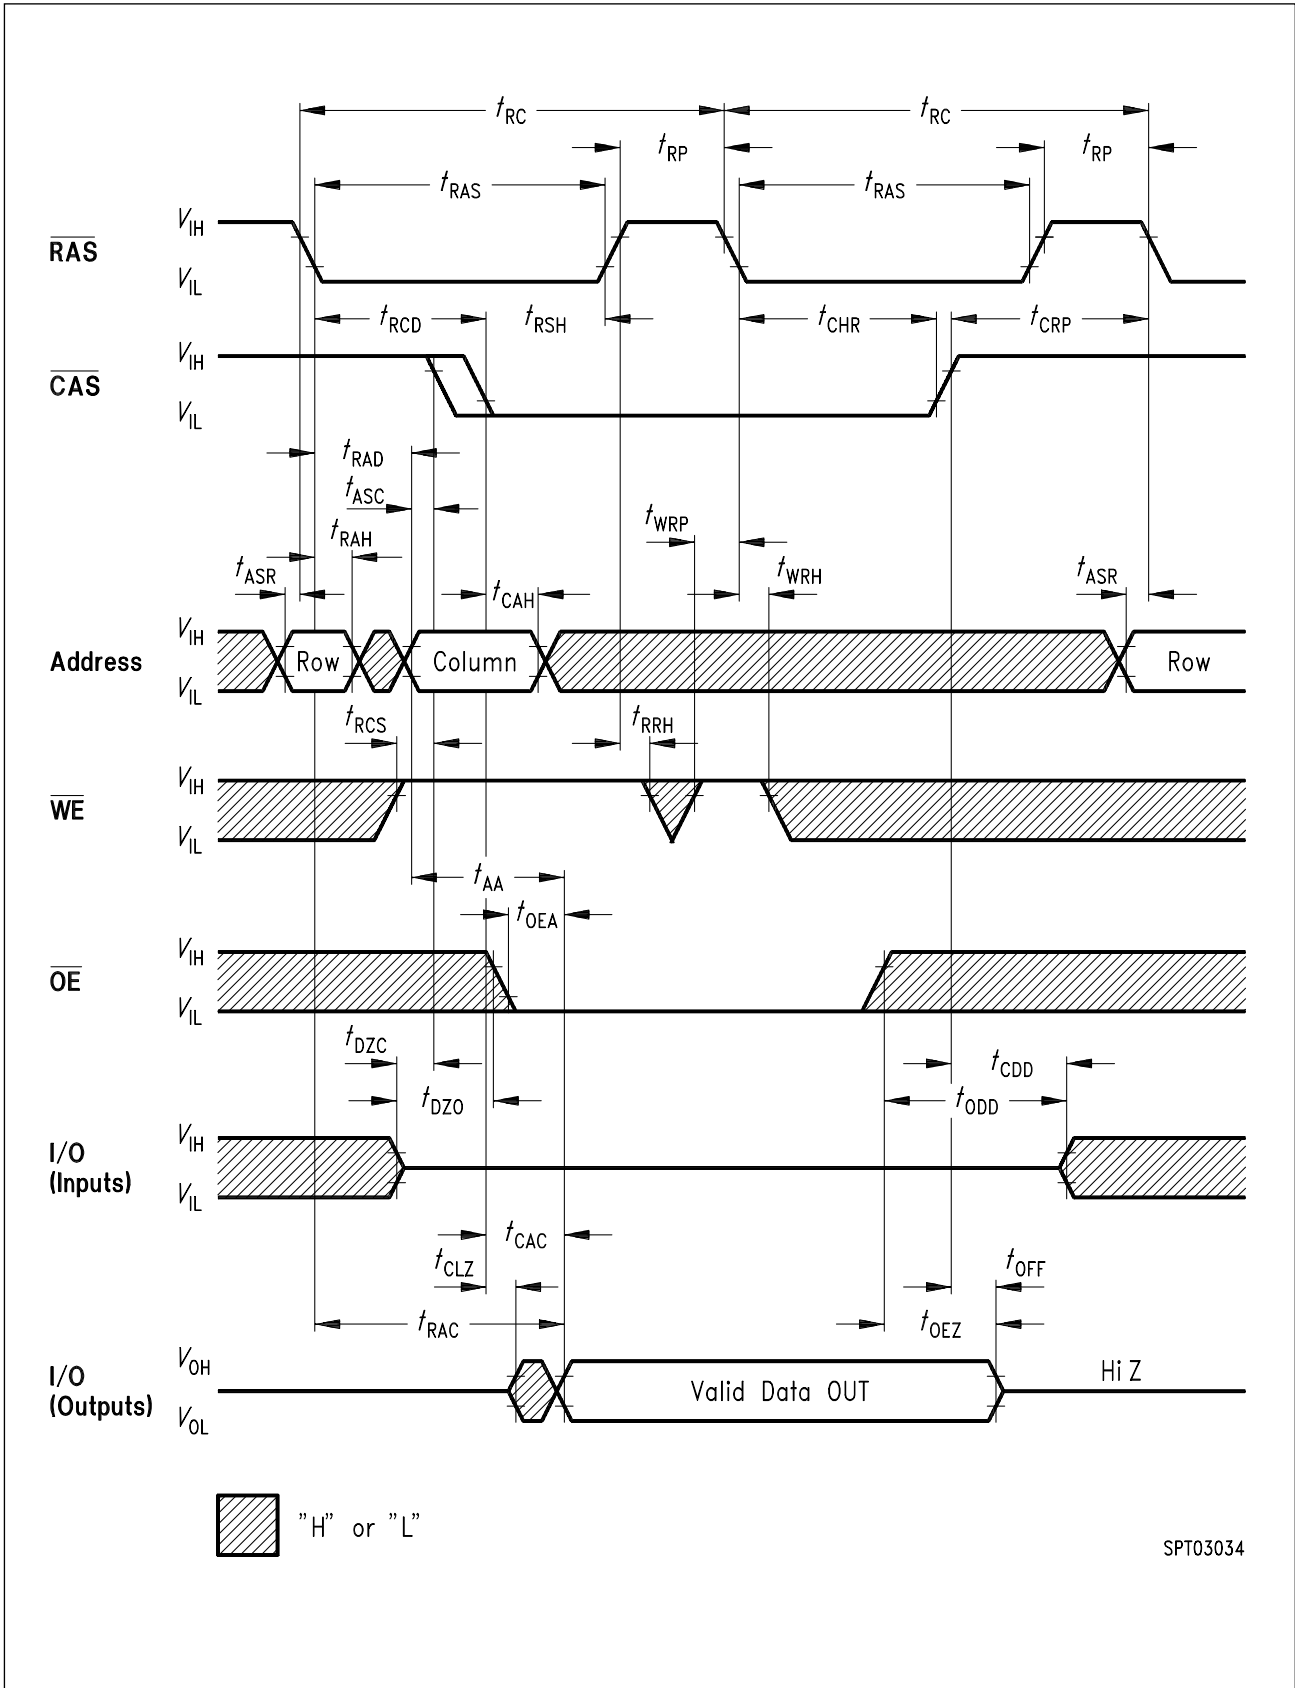 tRC tRC
tRP tRP
tRAS tRAS
RAS VIH
VIL
tRCD tRSH tCHR tCRP
CAS VIH
VIL
tRAD
tASC
tWRP
tRAH
tASR tCAH tWRH tASR
Address VIH
Row Column Row
VIL
tRCS tRRH
WE VIH
VIL
tAA
tOEA
OE VIH
VIL
tDZC tCDD
tDZO tODD
I/O
(Inputs) VIH
VIL
tCAC
tCLZ tOFF
tRAC tOEZ
I/O
(Outputs) VOH
Valid Data OUT Hi Z
VOL
"H" or "L"
SPT03034